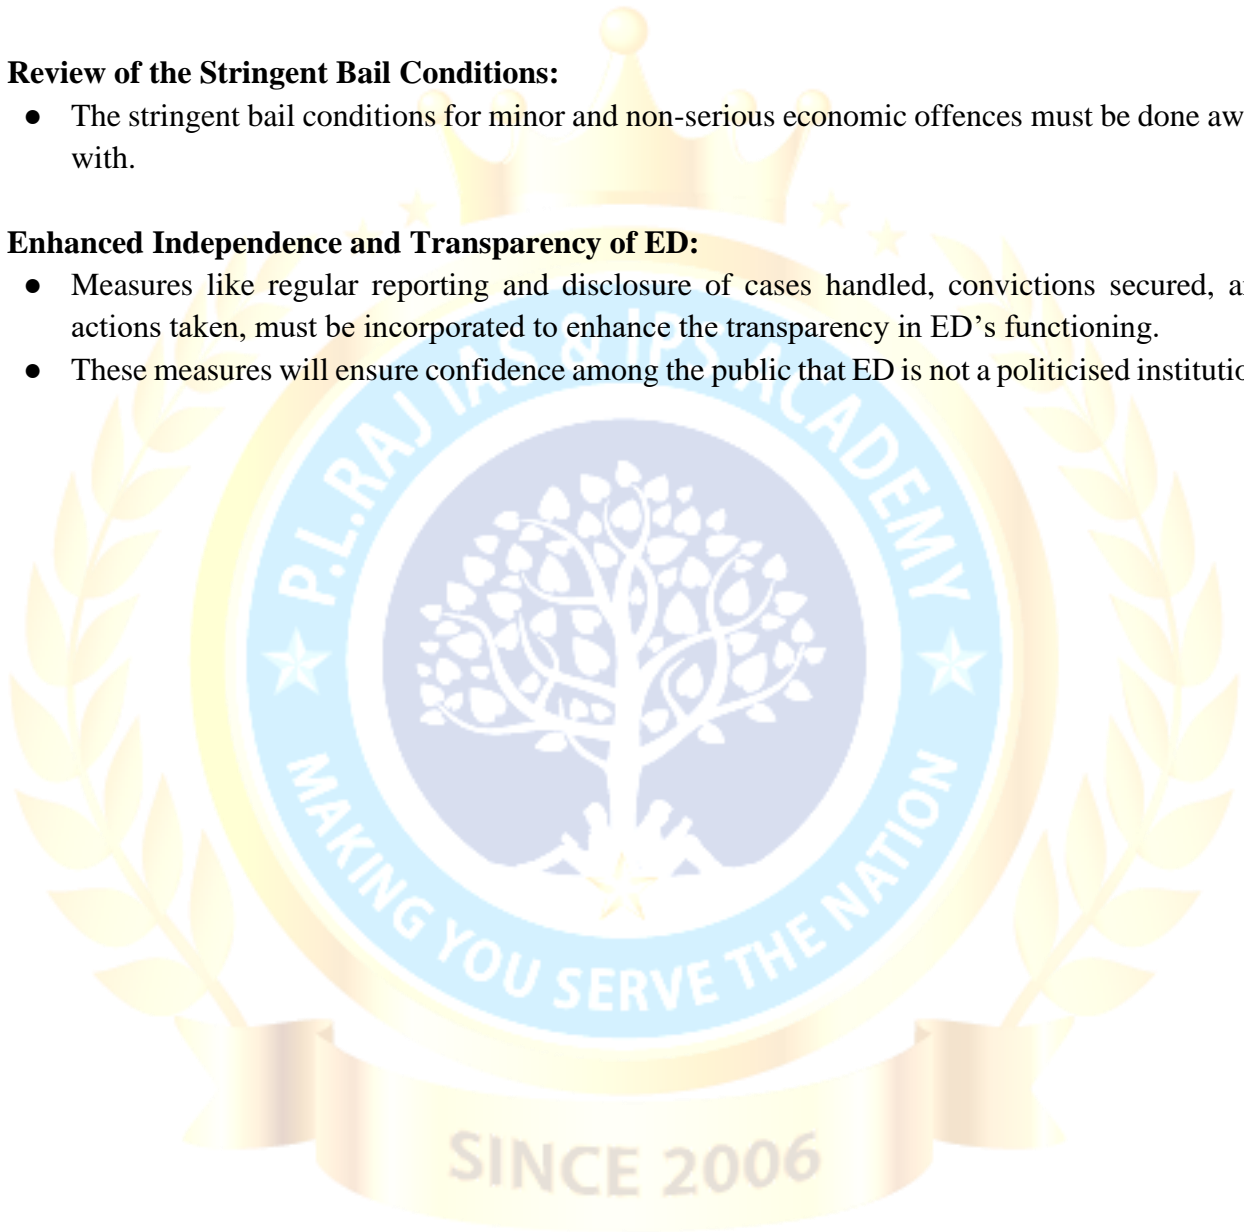 Review of the Stringent Bail Conditions:
● The stringent bail conditions for minor and non-serious economic offences must be done aw
with.
Enhanced Independence and Transparency of ED:
● Measures like regular reporting and disclosure of cases handled, convictions secured, a
actions taken, must be incorporated to enhance the transparency in ED’s functioning.
● These measures will ensure confidence among the public that ED is not a politicised institutio
P.L.RAJ IAS & IPS ACADEMY
MAKING YOU SERVE THE NATION
SINCE 2006